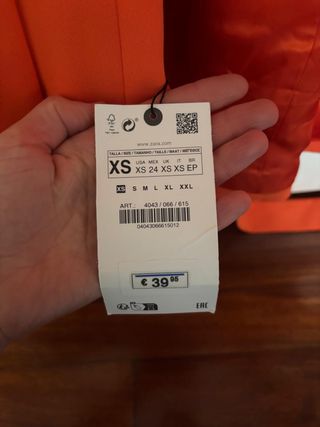 www.zara.com
TALLA / SIZE / TAMANHO / TAILLE / MAAT / МӨЛШЕРІ
XS
USA MEX UK IT BR
XS 24 XS XS EP
XS S M L XL XXL
ART.: 4043 / 066 / 615
04043066615012
€ 39 95
EAC